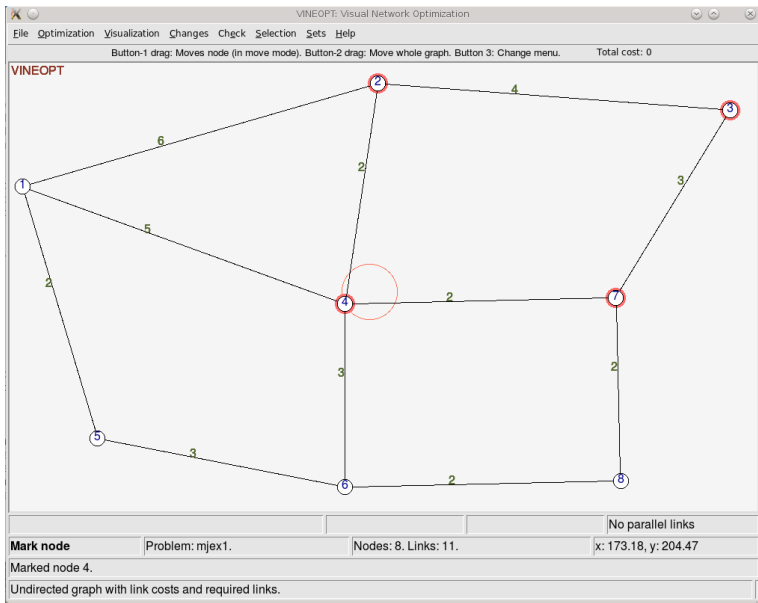 VINEOPT: Visual Network Optimization
File Optimization Visualization Changes Check Selection Sets Help
Button-1 drag: Moves node (in move mode). Button-2 drag: Move whole graph. Button 3: Change menu. Total cost: 0
VINEOPT
2
4
3
6
2
3
1
5
2
4
2
7
3
2
5
3
6
2
8
No parallel links
Mark node Problem: mjex1. Nodes: 8. Links: 11. x: 173.18, y: 204.47
Marked node 4.
Undirected graph with link costs and required links.